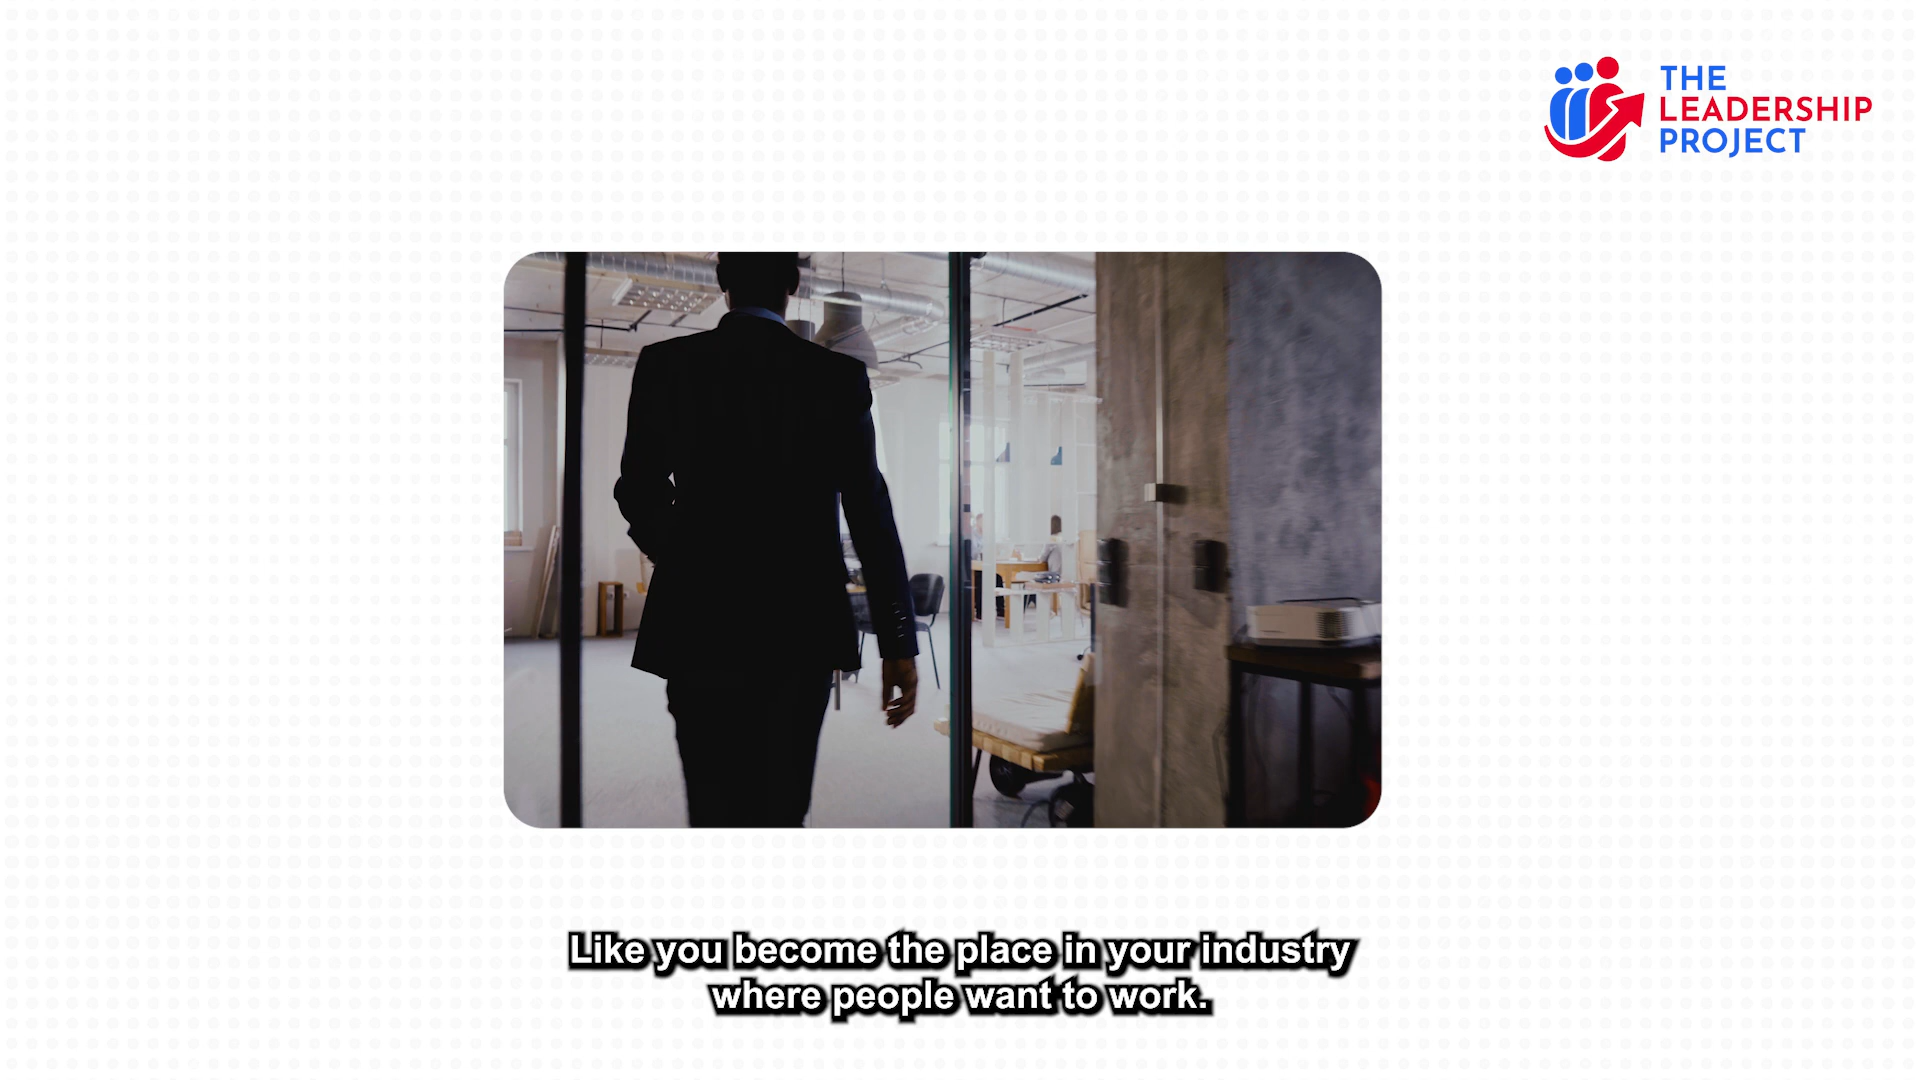 THE
LEADERSHIP
PROJECT
Like you become the place in your industry
where people want to work.